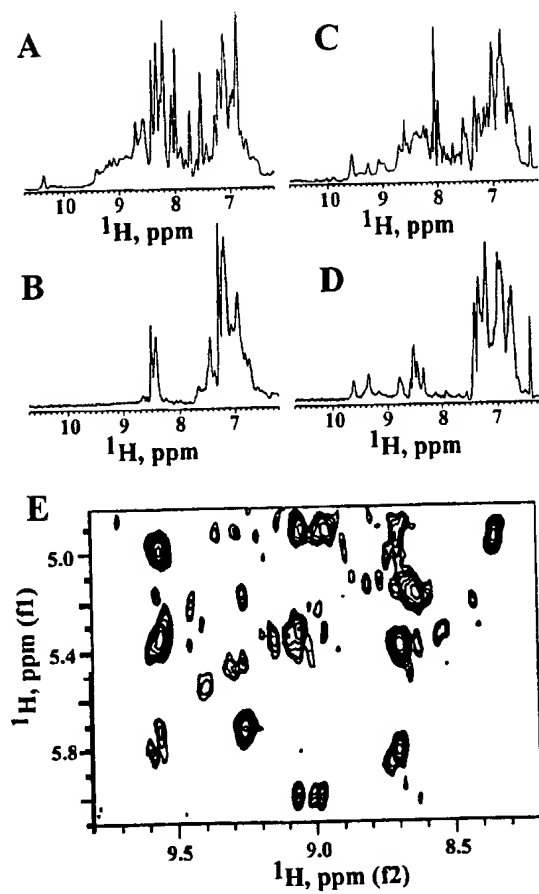 A
C
10 9 8 7
10 9 8 7
¹H, ppm
¹H, ppm
B
D
10 9 8 7
10 9 8 7
¹H, ppm
¹H, ppm
E
¹H, ppm (f1)
5.0
5.4
5.8
9.5 9.0 8.5
¹H, ppm (f2)